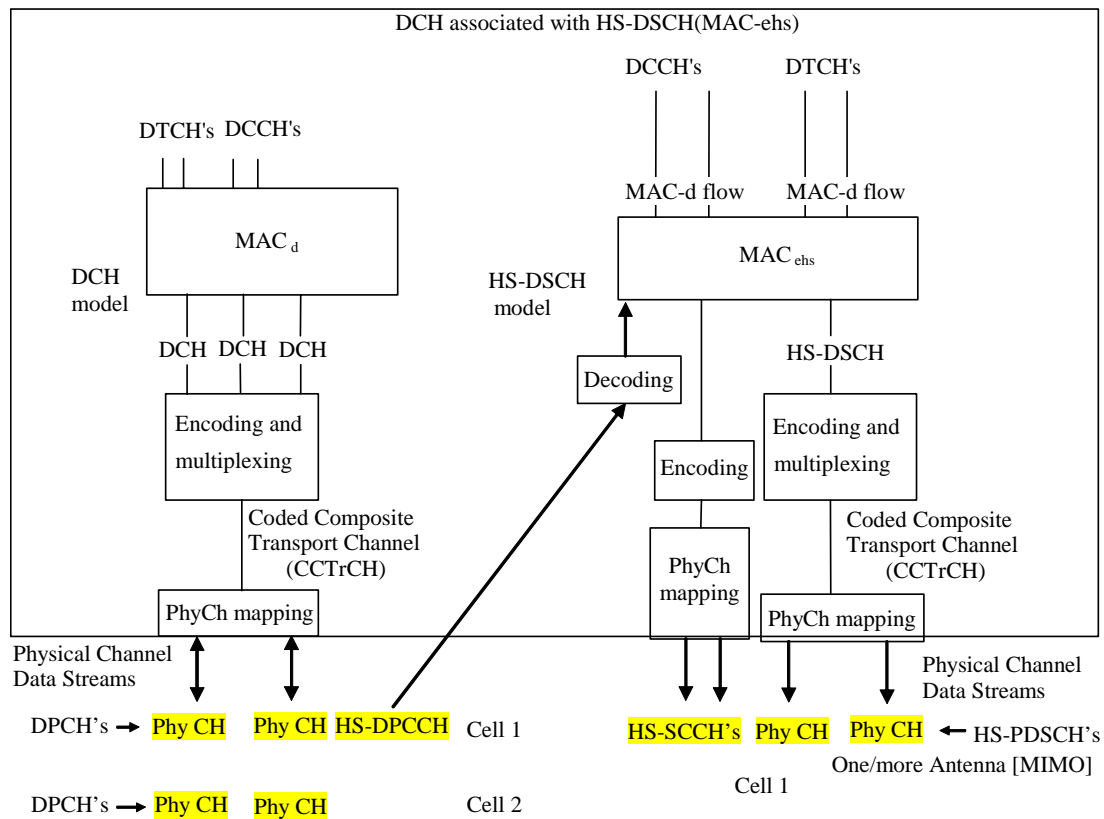 DCH associated with HS-DSCH(MAC-ehs)
DCCH's DTCH's
DTCH's DCCH's
MAC-d flow MAC-d flow
MAC d
MAC ehs
DCH
model
HS-DSCH
model
DCH DCH DCH
HS-DSCH
Decoding
Encoding and
multiplexing
Encoding
Encoding and
multiplexing
Coded Composite
Transport Channel
(CCTrCH)
Coded Composite
Transport Channel
(CCTrCH)
PhyCh
mapping
PhyCh mapping
PhyCh mapping
Physical Channel
Data Streams
Physical Channel
Data Streams
DPCH’s Phy CH Phy CH HS-DPCCH Cell 1
HS-SCCH’s Phy CH Phy CH HS-PDSCH’s
One/more Antenna [MIMO]
Cell 1
DPCH’s Phy CH Phy CH Cell 2